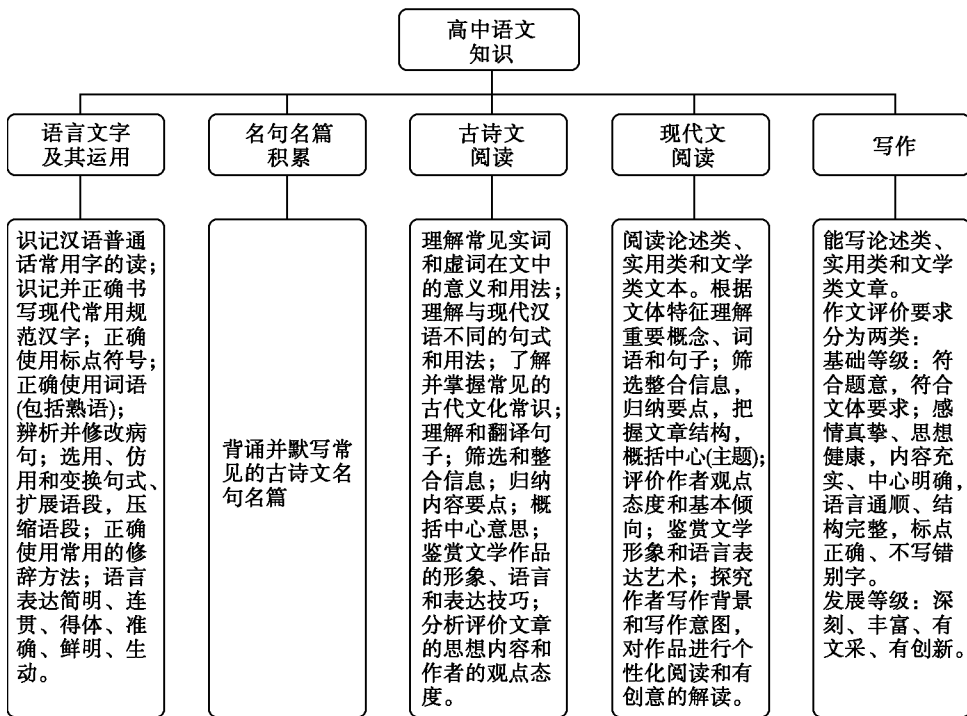 高中语文
知识
语言文字
及其运用
名句名篇
积累
古诗文
阅读
现代文
阅读
写作
识记汉语普通
话常用字的读;
识记并正确书
写现代常用规
范汉字；正确
使用标点符号;
正确使用词语
(包括熟语);
辨析并修改病
句；选用、仿
用和变换句式、
扩展语段，压
缩语段；正确
使用常用的修
辞方法；语言
表达简明、连
贯、得体、准
确、鲜明、生
动。
背诵并默写常
见的古诗文名
句名篇
理解常见实词
和虚词在文中
的意义和用法;
理解与现代汉
语不同的句式
和用法；了解
并掌握常见的
古代文化常识;
理解和翻译句
子；筛选和整
合信息；归纳
内容要点；概
括中心意思;
鉴赏文学作品
的形象、语言
和表达技巧;
分析评价文章
的思想内容和
作者的观点态
度。
阅读论述类、
实用类和文学
类文本。根据
文体特征理解
重要概念、词
语和句子；筛
选整合信息，
归纳要点，把
握文章结构，
概括中心(主题);
评价作者观点
态度和基本倾
向；鉴赏文学
形象和语言表
达艺术；探究
作者写作背景
和写作意图，
对作品进行个
性化阅读和有
创意的解读。
能写论述类、
实用类和文学
类文章。
作文评价要求
分为两类：
基础等级：符
合题意，符合
文体要求；感
情真挚、思想
健康，内容充
实、中心明确，
语言通顺、结
构完整，标点
正确、不写错
别字。
发展等级：深
刻、丰富、有
文采、有创新。